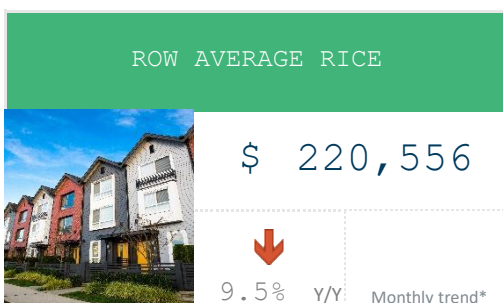 ROW AVERAGE RICE
$ 220,556
9.5% Y/Y
Monthly trend*